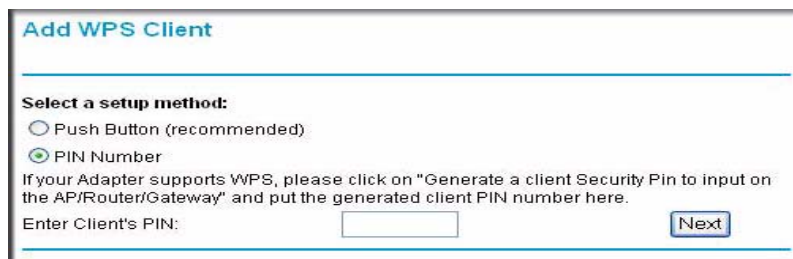 Add WPS Client
Select a setup method:
Push Button (recommended)
PIN Number
If your Adapter supports WPS, please click on "Generate a client Security Pin to input on
the AP/Router/Gateway" and put the generated client PIN number here.
Enter Client's PIN:
Next